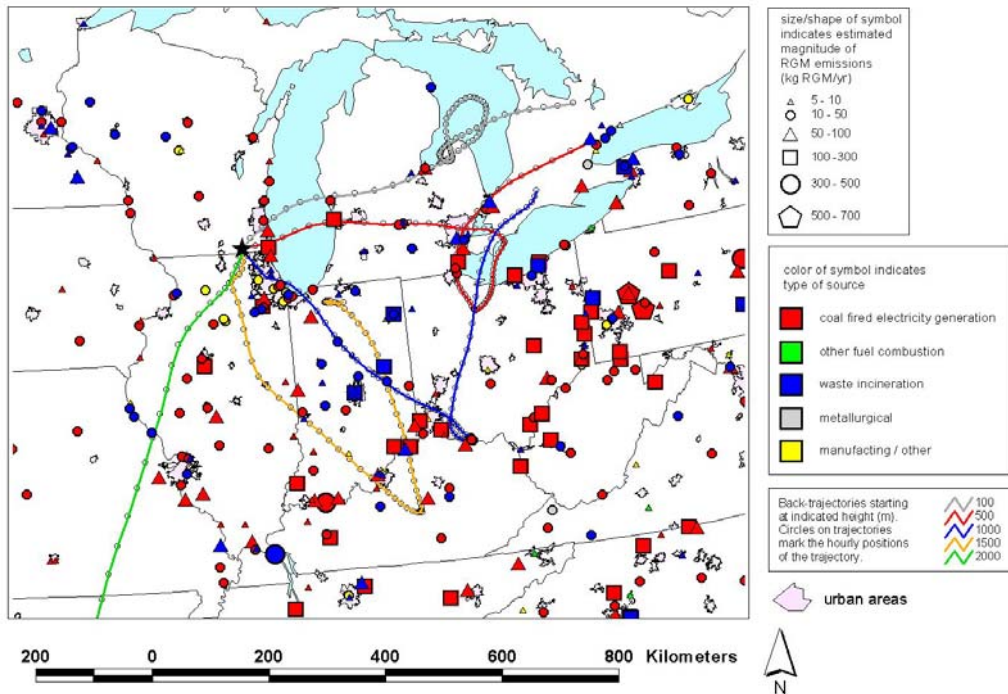 size/shape of symbol
indicates estimated
magnitude of
RGM emissions
(kg RGM/yr)
5 - 10
10 - 50
50 -100
100 -300
300 - 500
500 - 700
color of symbol indicates
type of source
coal fired electricity generation
other fuel combustion
waste incineration
metallurgical
manufacting / other
Back-trajectories starting
at indicated height (m).
Circles on trajectories
mark the hourly positions
of the trajectory.
100
500
1000
1500
2000
urban areas
200 0 200 400 600 800 Kilometers
N